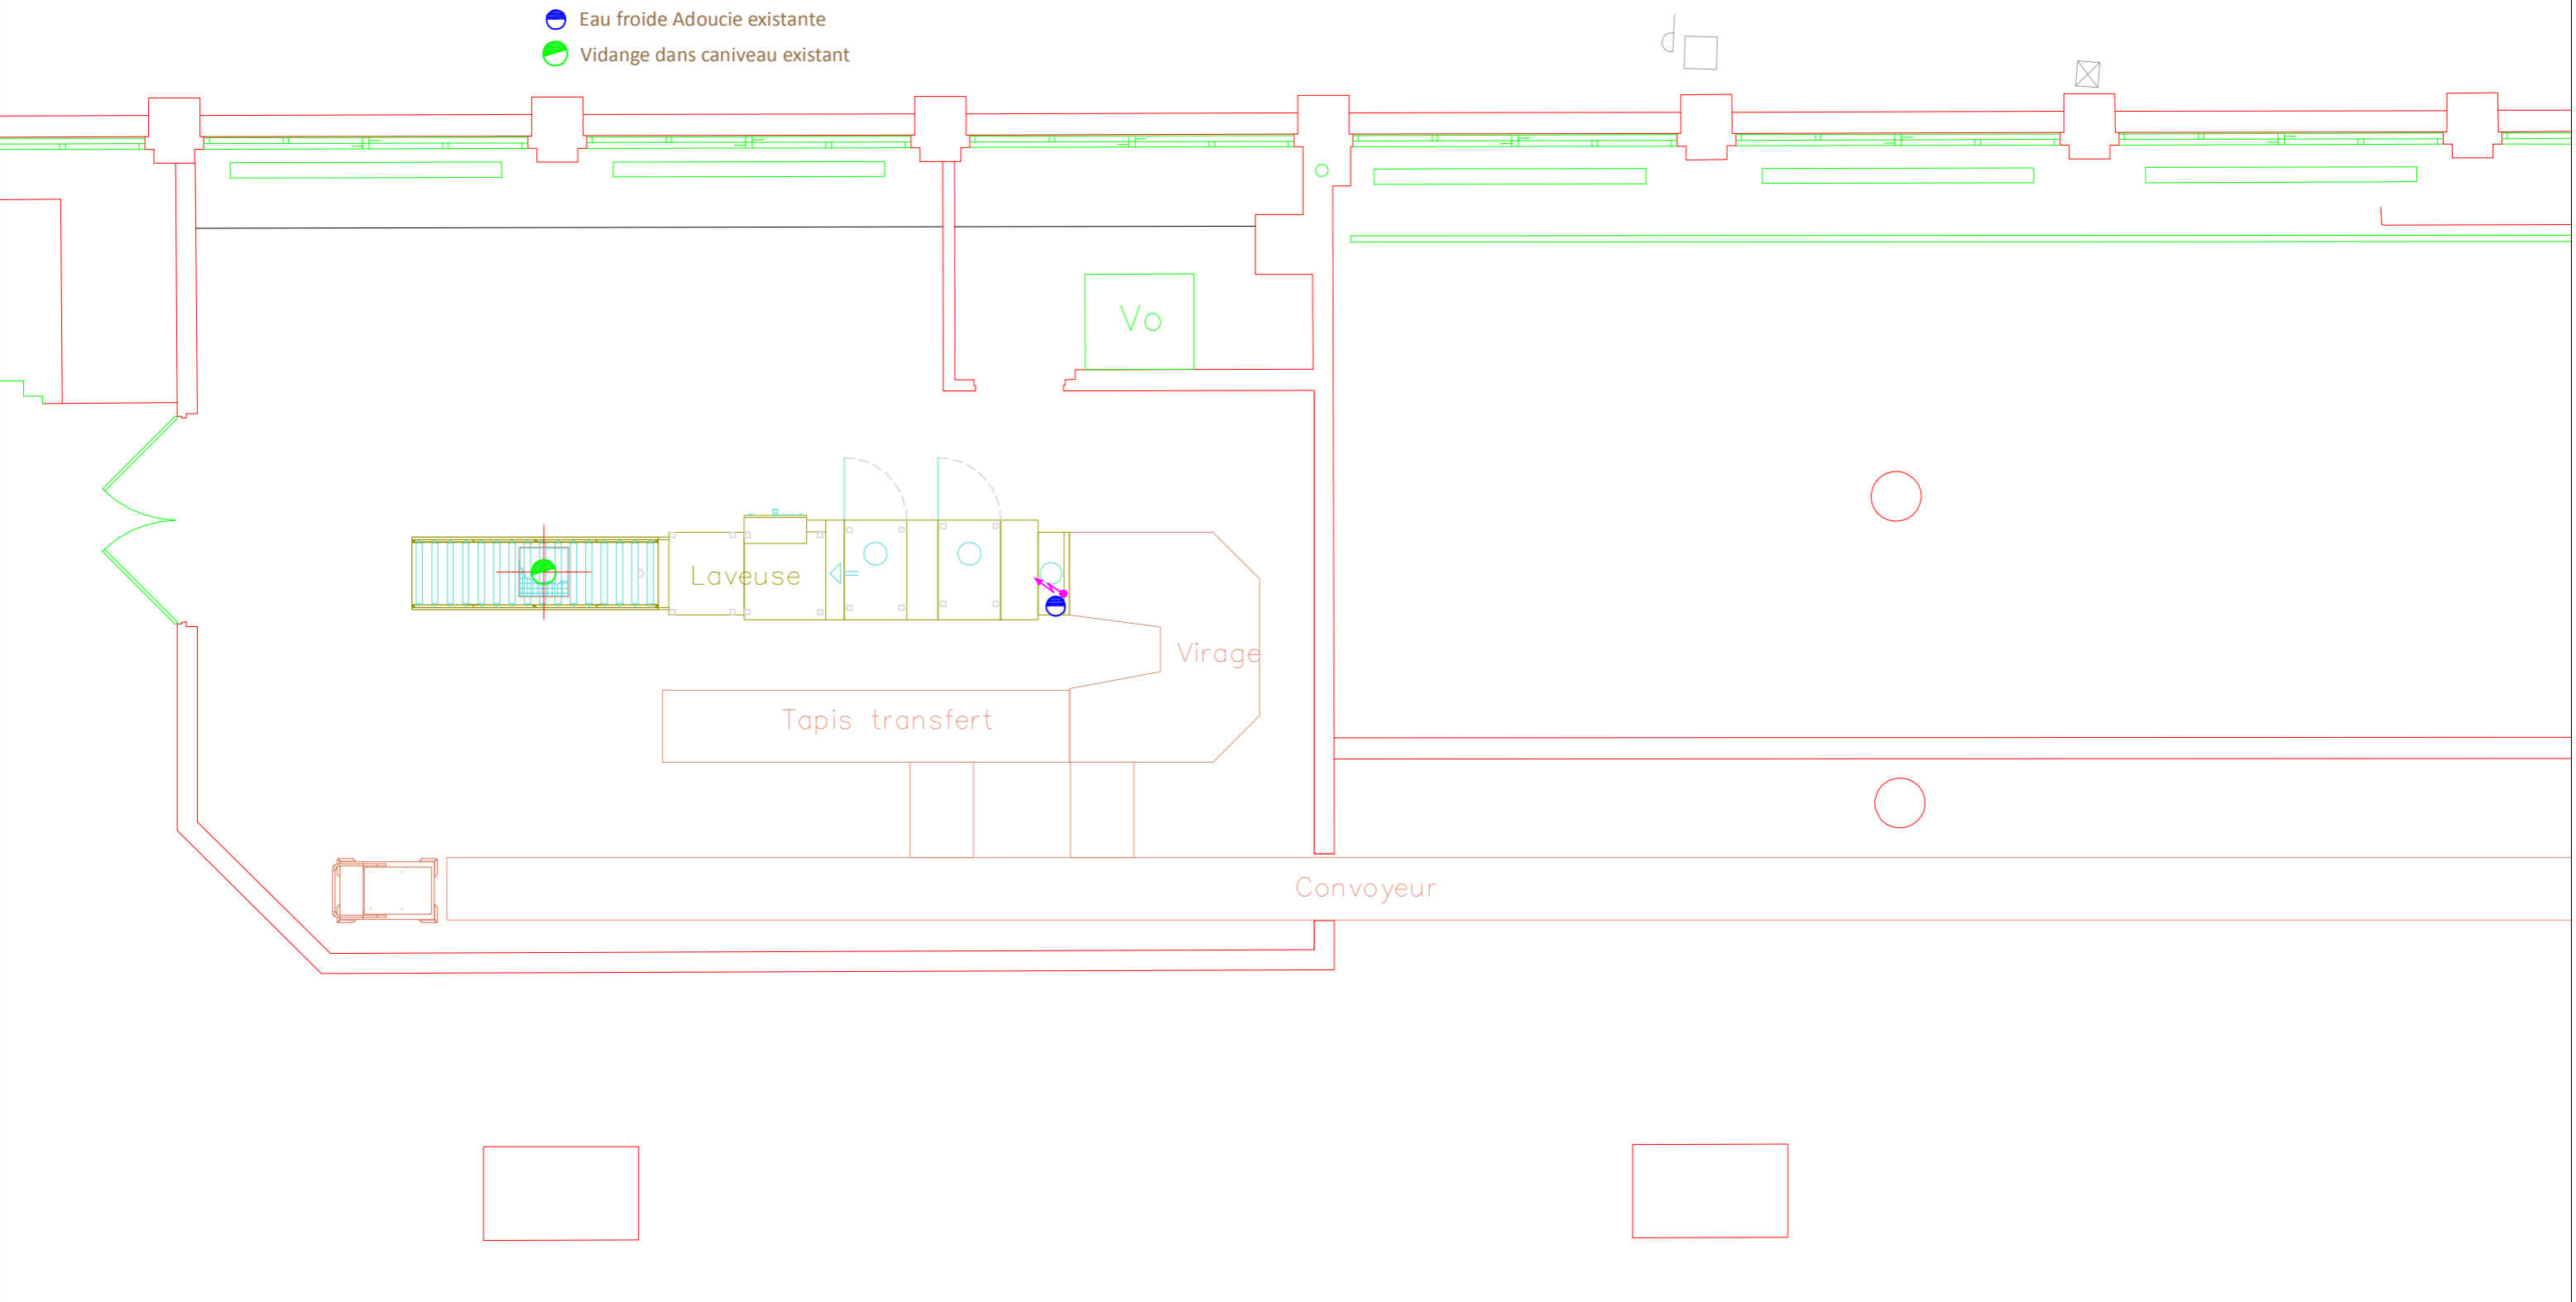 Eau froide Adoucie existante
Vidange dans caniveau existant
Vo
Laveuse
Virage
Tapis transfert
Convoyeur